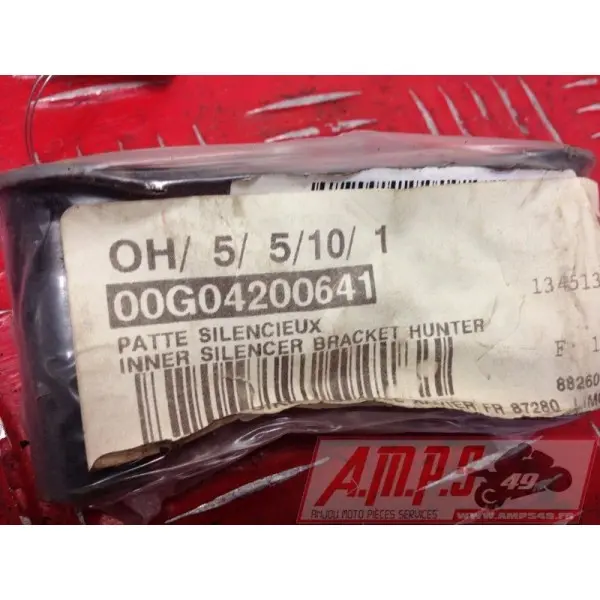 OH/ 5/ 5/10/ 1
00G04200641
134513
PATTE SILENCIEUX
INNER SILENCER BRACKET HUNTER
F 1
88260
FR 87280 LIM
A.M.P.S 49
ANJOU MOTO PIÈCES SERVICES
WWW.AMPS49.FR